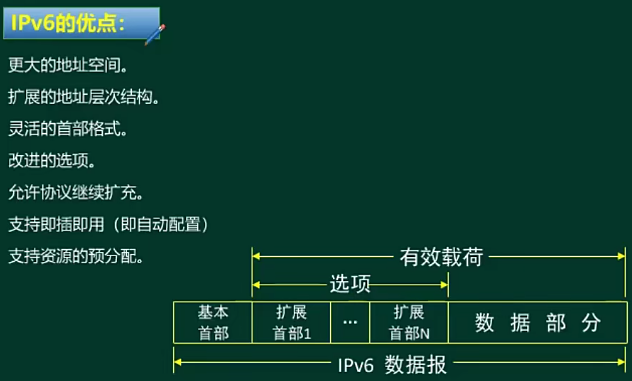 IPv6的优点：
更大的地址空间。
扩展的地址层次结构。
灵活的首部格式。
改进的选项。
允许协议继续扩充。
支持即插即用（即自动配置）
支持资源的预分配。
有效载荷
选项
基本首部
扩展首部1
...
扩展首部N
数据部分
IPv6 数据报